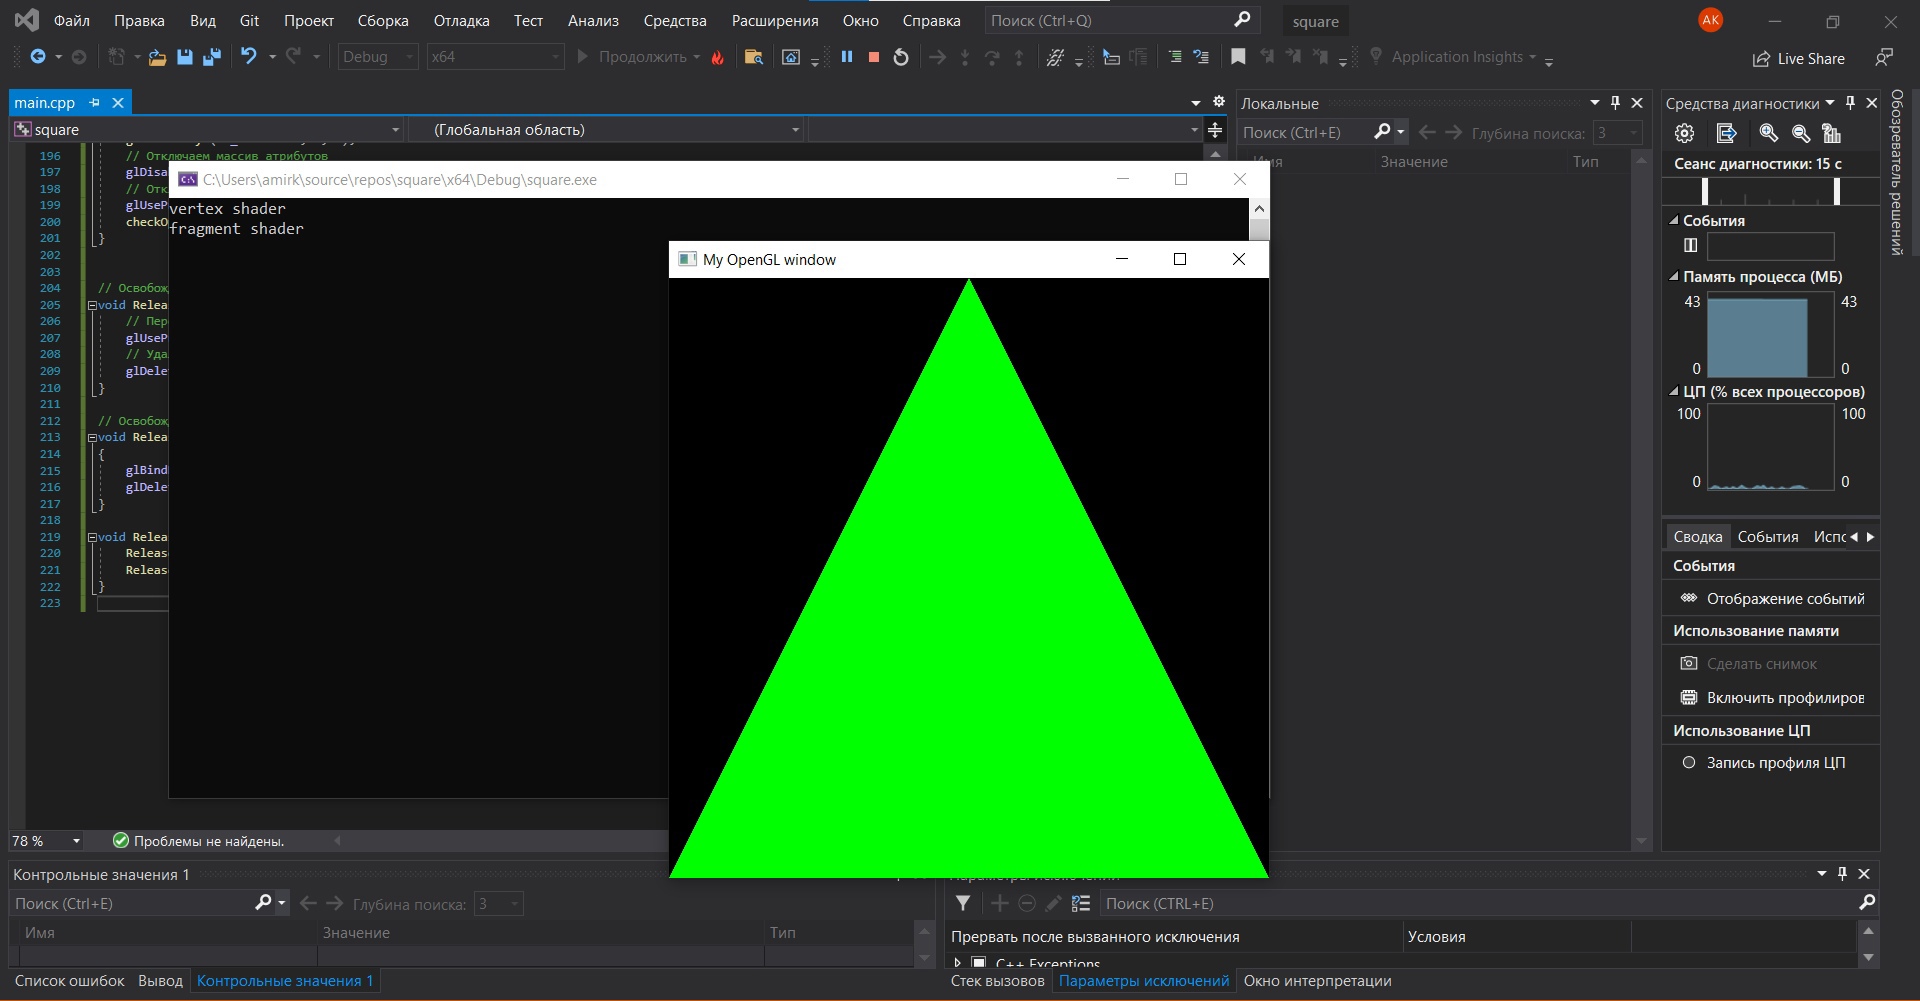 Файл Правка Вид Git Проект Сборка Отладка Тест Анализ Средства Расширения Окно Справка Поиск (Ctrl+Q) square AK
Debug x64 Продолжить Application Insights Live Share
main.cpp
square (Глобальная область)
196 // Отключаем массив атрибутов
197 glDisa
198 // Отк
199 glUseP
200 checkO
201 }
202
203
204 // Освобож
205 void Relea
206 // Пер
207 glUseP
208 // Уда
209 glDele
210 }
211
212 // Освобож
213 void Relea
214 {
215 glBind
216 glDele
217 }
218
219 void Relea
220 Releas
221 Releas
222 }
223
C:\Users\amirk\source\repos\square\x64\Debug\square.exe
vertex shader
fragment shader
My OpenGL window
78 % Проблемы не найдены.
Локальные
Поиск (Ctrl+E) Глубина поиска: 3
Имя Значение Тип
Средства диагностики
Сеанс диагностики: 15 с
События
Память процесса (МБ)
43 43
0 0
ЦП (% всех процессоров)
100 100
0 0
Сводка События Испо
События
Отображение событий
Использование памяти
Сделать снимок
Включить профилиров
Использование ЦП
Запись профиля ЦП
Обозреватель решений
Контрольные значения 1
Поиск (Ctrl+E) Глубина поиска: 3
Имя Значение Тип
Список ошибок Вывод Контрольные значения 1
Параметры исключений
Поиск (CTRL+E)
Прервать после вызванного исключения Условия
C++ Exceptions
Стек вызовов Параметры исключений Окно интерпретации